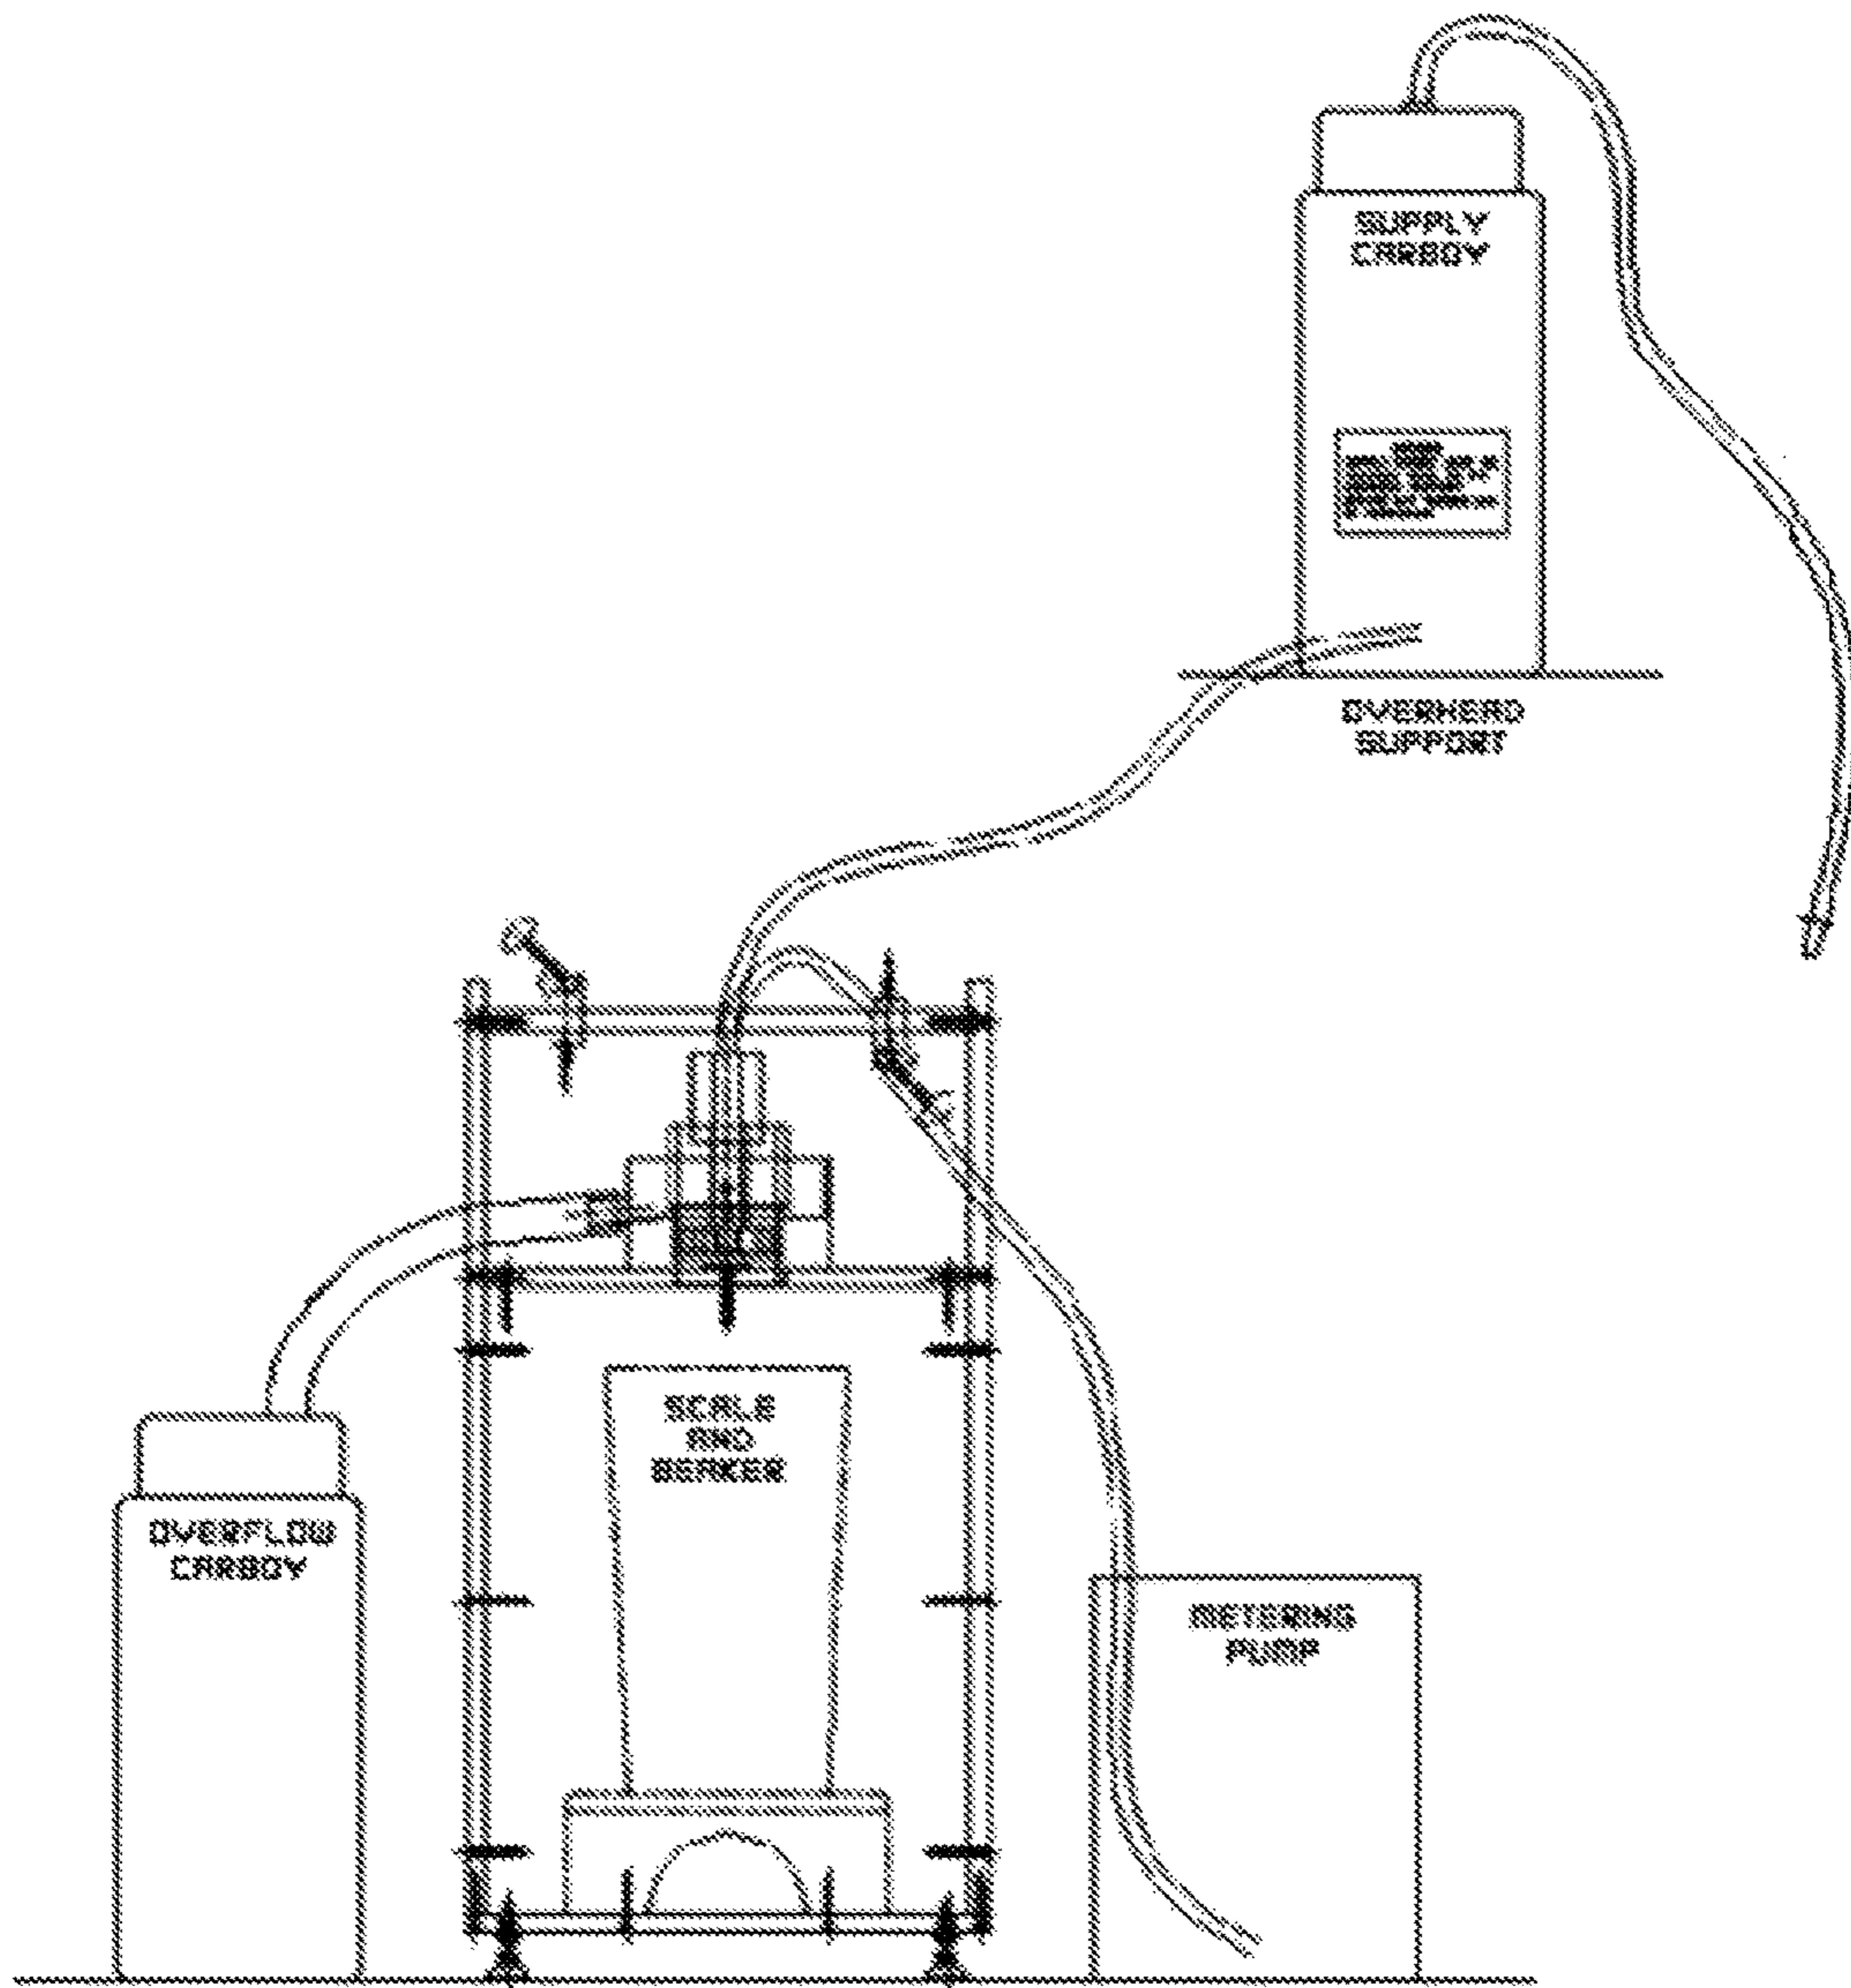 SUPPLY
CARBOY
OVERHEAD
SUPPORT
SCALE
AND
BEAKER
OVERFLOW
CARBOY
METERING
PUMP